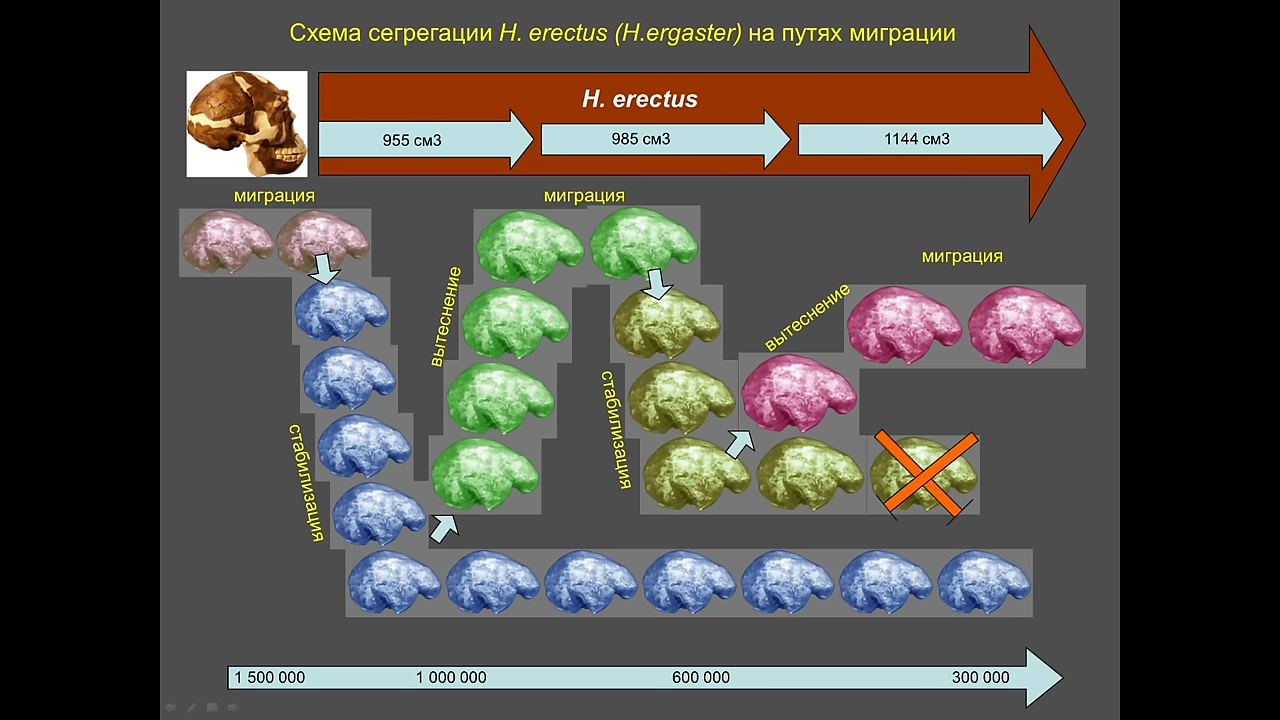 Схема сегрегации H. erectus (H.ergaster) на путях миграции
H. erectus
955 см3
985 см3
1144 см3
миграция
миграция
миграция
вытеснение
вытеснение
стабилизация
стабилизация
1 500 000
1 000 000
600 000
300 000